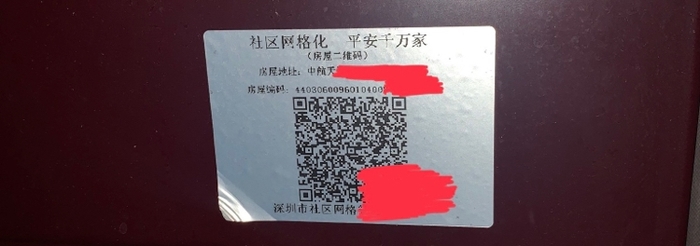 社区网格化 平安千万家
(房屋二维码)
房屋地址: 中航天
房屋编码: 4403060096010400
深圳市社区网格